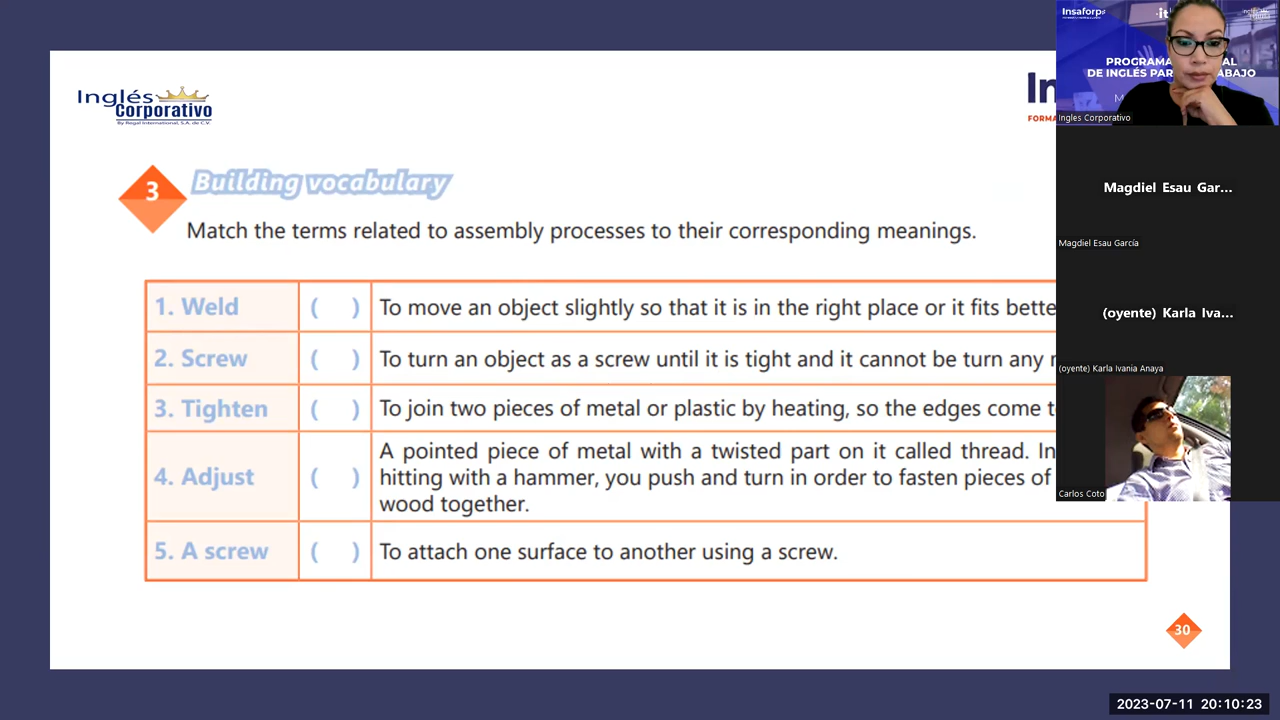 Inglés
Corporativo
By Regal International, S.A. de C.V.
In
FORMA
3
Building vocabulary
Match the terms related to assembly processes to their corresponding meanings.
1. Weld ( ) To move an object slightly so that it is in the right place or it fits bette
2. Screw ( ) To turn an object as a screw until it is tight and it cannot be turn any
3. Tighten ( ) To join two pieces of metal or plastic by heating, so the edges come
4. Adjust ( ) A pointed piece of metal with a twisted part on it called thread. In
hitting with a hammer, you push and turn in order to fasten pieces of
wood together.
5. A screw ( ) To attach one surface to another using a screw.
30
Insaforp
PROGRAMA AL
DE INGLÉS PAR ABAJO
Ingles Corporativo
Magdiel Esau Gar...
Magdiel Esau García
(oyente) Karla Iva...
(oyente) Karla Ivania Anaya
Carlos Coto
2023-07-11 20:10:23